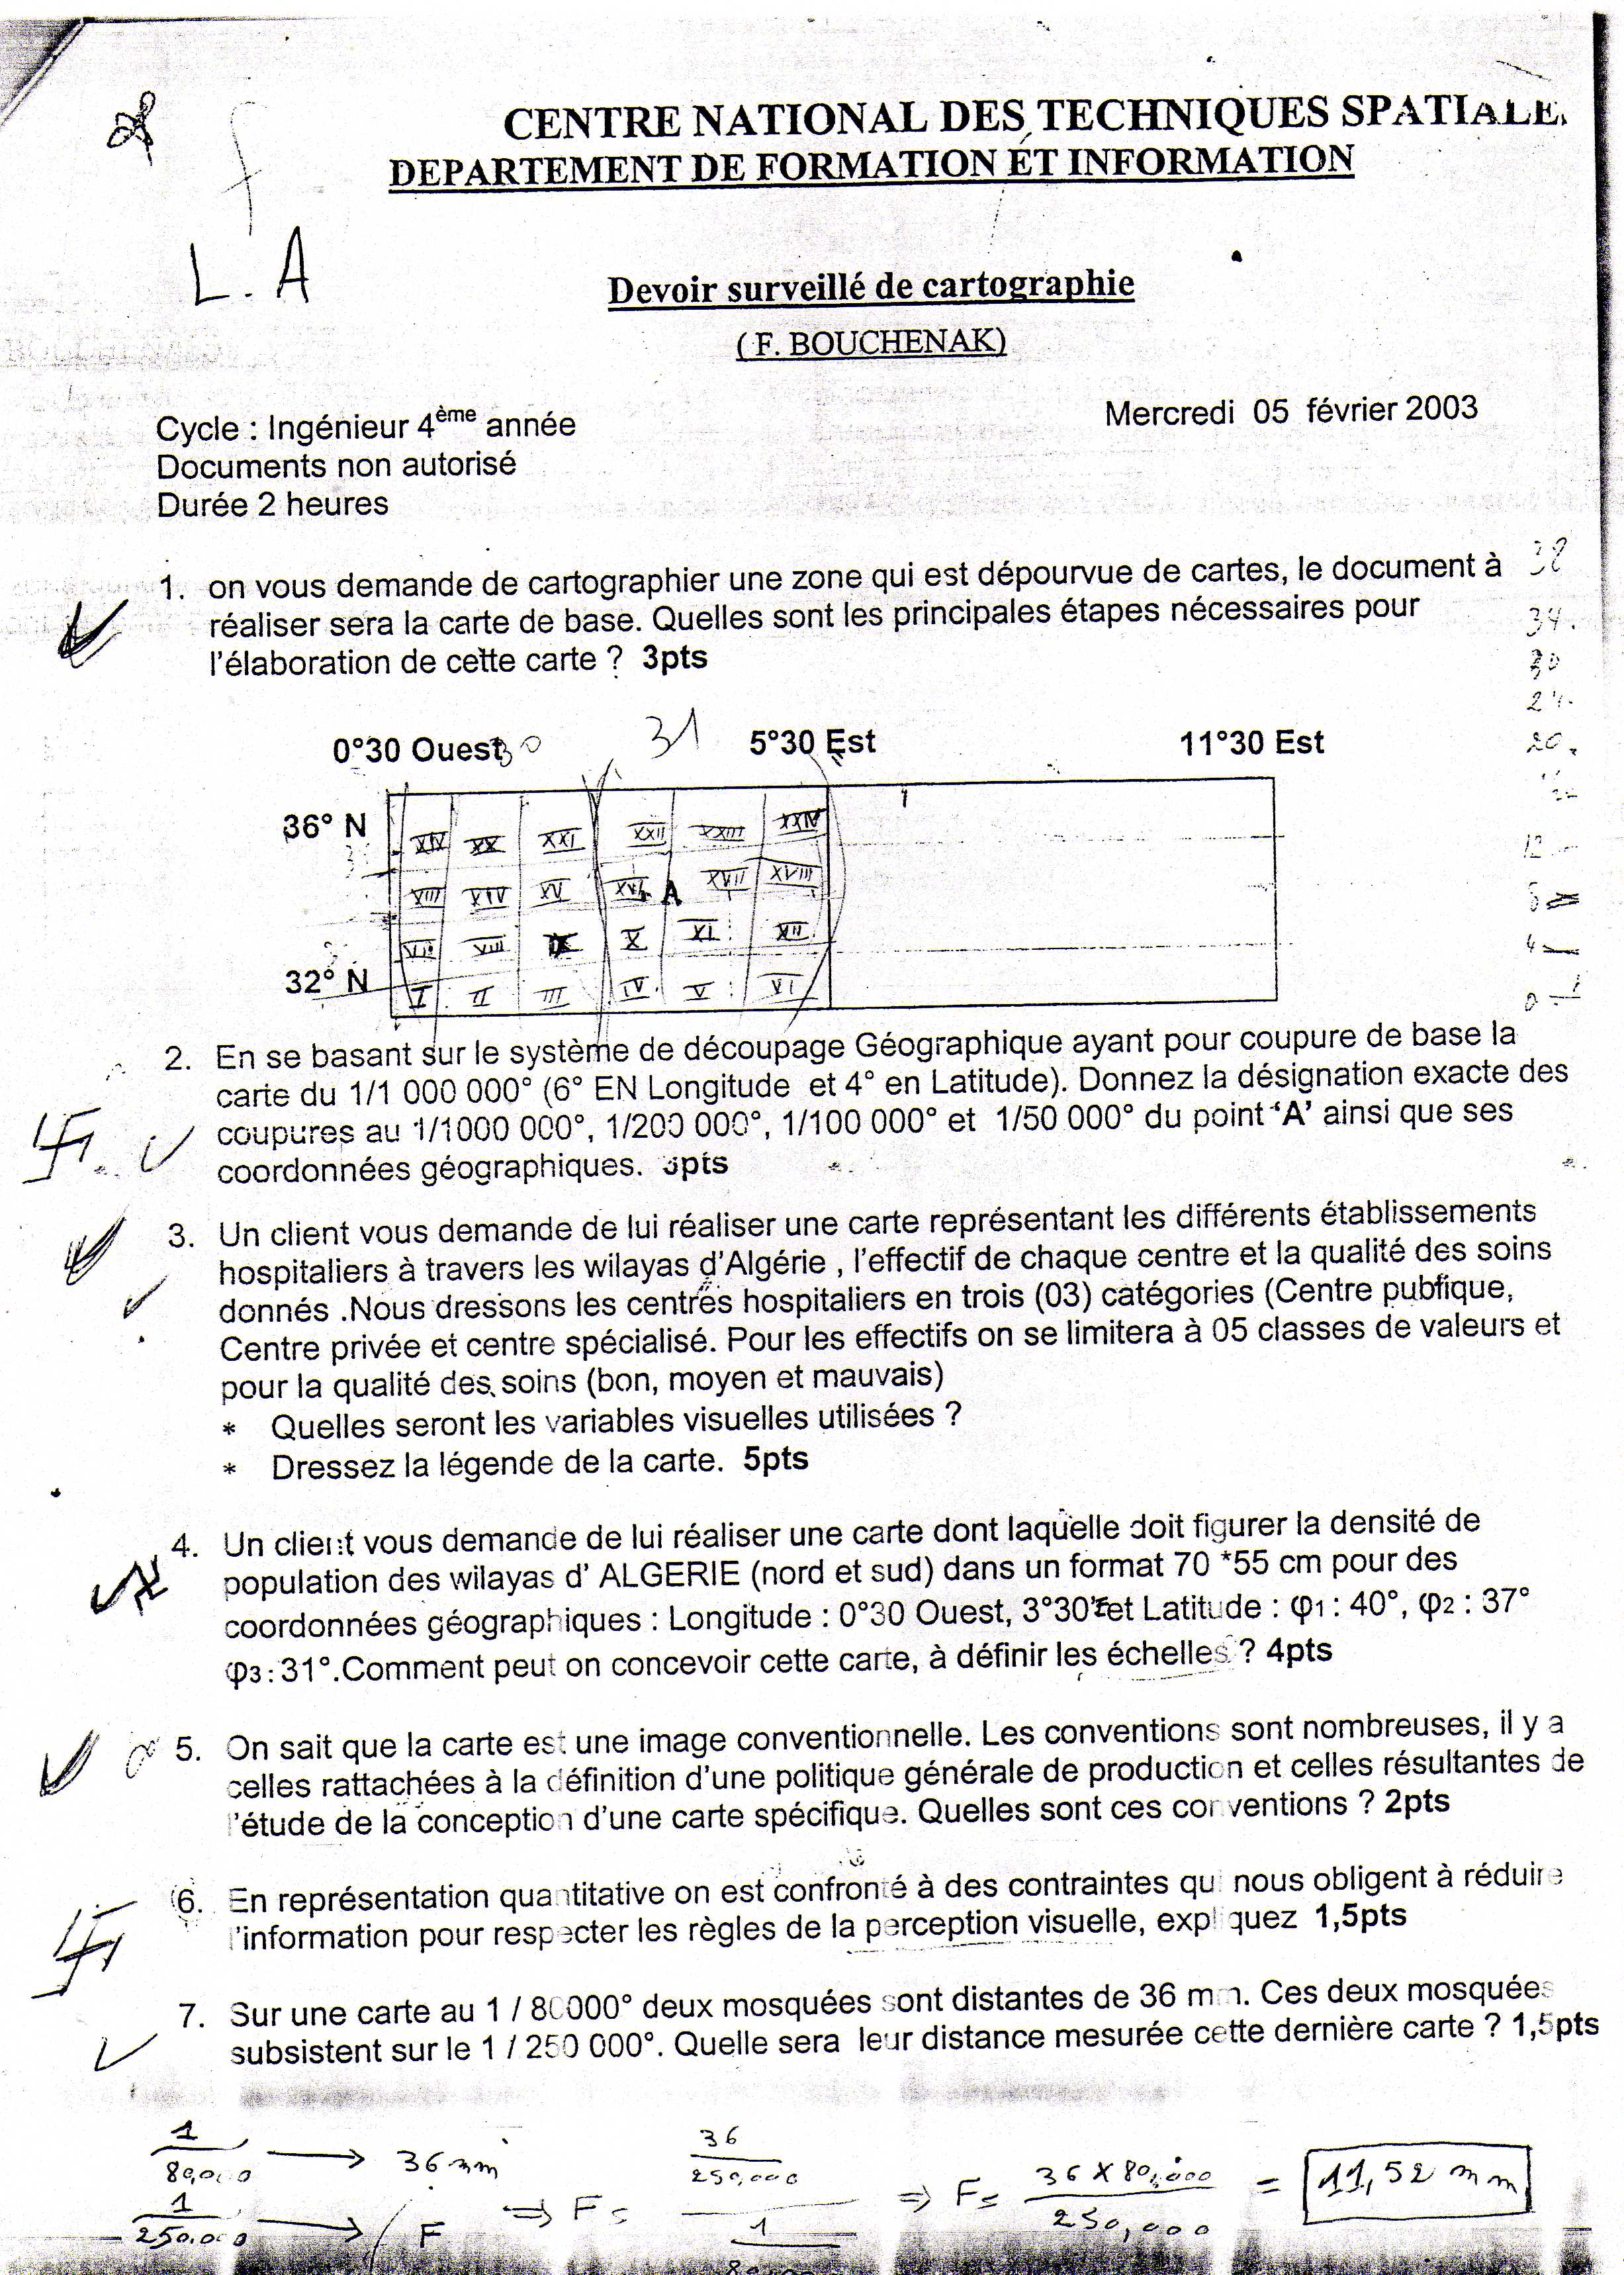 L.A
CENTRE NATIONAL DES TECHNIQUES SPATIALE
DEPARTEMENT DE FORMATION ET INFORMATION
Devoir surveillé de cartographie
( F. BOUCHENAK)
Cycle : Ingénieur 4ème année
Mercredi 05 février 2003
Documents non autorisé
Durée 2 heures
1. on vous demande de cartographier une zone qui est dépourvue de cartes, le document à
réaliser sera la carte de base. Quelles sont les principales étapes nécessaires pour
l'élaboration de cette carte ? 3pts
34
30
24
20
12
4
0
31
0°30 Ouest 30 5°30 Est 11°30 Est
36° N
XIV XX XXI XXII XXIII XXIV
XIII XIV XV XVI A XVII XVIII
VII VIII IX X XI XII
32° N
I II III IV V VI
2. En se basant sur le système de découpage Géographique ayant pour coupure de base la
carte du 1/1 000 000° (6° EN Longitude et 4° en Latitude). Donnez la désignation exacte des
coupures au 1/1000 000°, 1/200 000°, 1/100 000° et 1/50 000° du point 'A' ainsi que ses
coordonnées géographiques. 3pts
3. Un client vous demande de lui réaliser une carte représentant les différents établissements
hospitaliers à travers les wilayas d'Algérie , l'effectif de chaque centre et la qualité des soins
donnés .Nous dressons les centres hospitaliers en trois (03) catégories (Centre publique,
Centre privée et centre spécialisé. Pour les effectifs on se limitera à 05 classes de valeurs et
pour la qualité des soins (bon, moyen et mauvais)
* Quelles seront les variables visuelles utilisées ?
* Dressez la légende de la carte. 5pts
4. Un client vous demande de lui réaliser une carte dont laquelle doit figurer la densité de
population des wilayas d' ALGERIE (nord et sud) dans un format 70 *55 cm pour des
coordonnées géographiques : Longitude : 0°30 Ouest, 3°30'E et Latitude : φ1 : 40°, φ2 : 37°
φ3 : 31°.Comment peut on concevoir cette carte, à définir les échelles ? 4pts
5. On sait que la carte est une image conventionnelle. Les conventions sont nombreuses, il y a
celles rattachées à la définition d'une politique générale de production et celles résultantes de
l'étude de la conception d'une carte spécifique. Quelles sont ces conventions ? 2pts
6. En représentation quantitative on est confronté à des contraintes qui nous obligent à réduire
l'information pour respecter les règles de la perception visuelle, expliquez 1,5pts
7. Sur une carte au 1 / 80000° deux mosquées sont distantes de 36 mm. Ces deux mosquées
subsistent sur le 1 / 250 000°. Quelle sera leur distance mesurée cette dernière carte ? 1,5pts
1/80,000 → 36 mm
1/250.000 → F ⇒ F = 36/250,000 / 1/80,000 ⇒ F = 36 X 80,000 / 250,000 = 11,52 mm